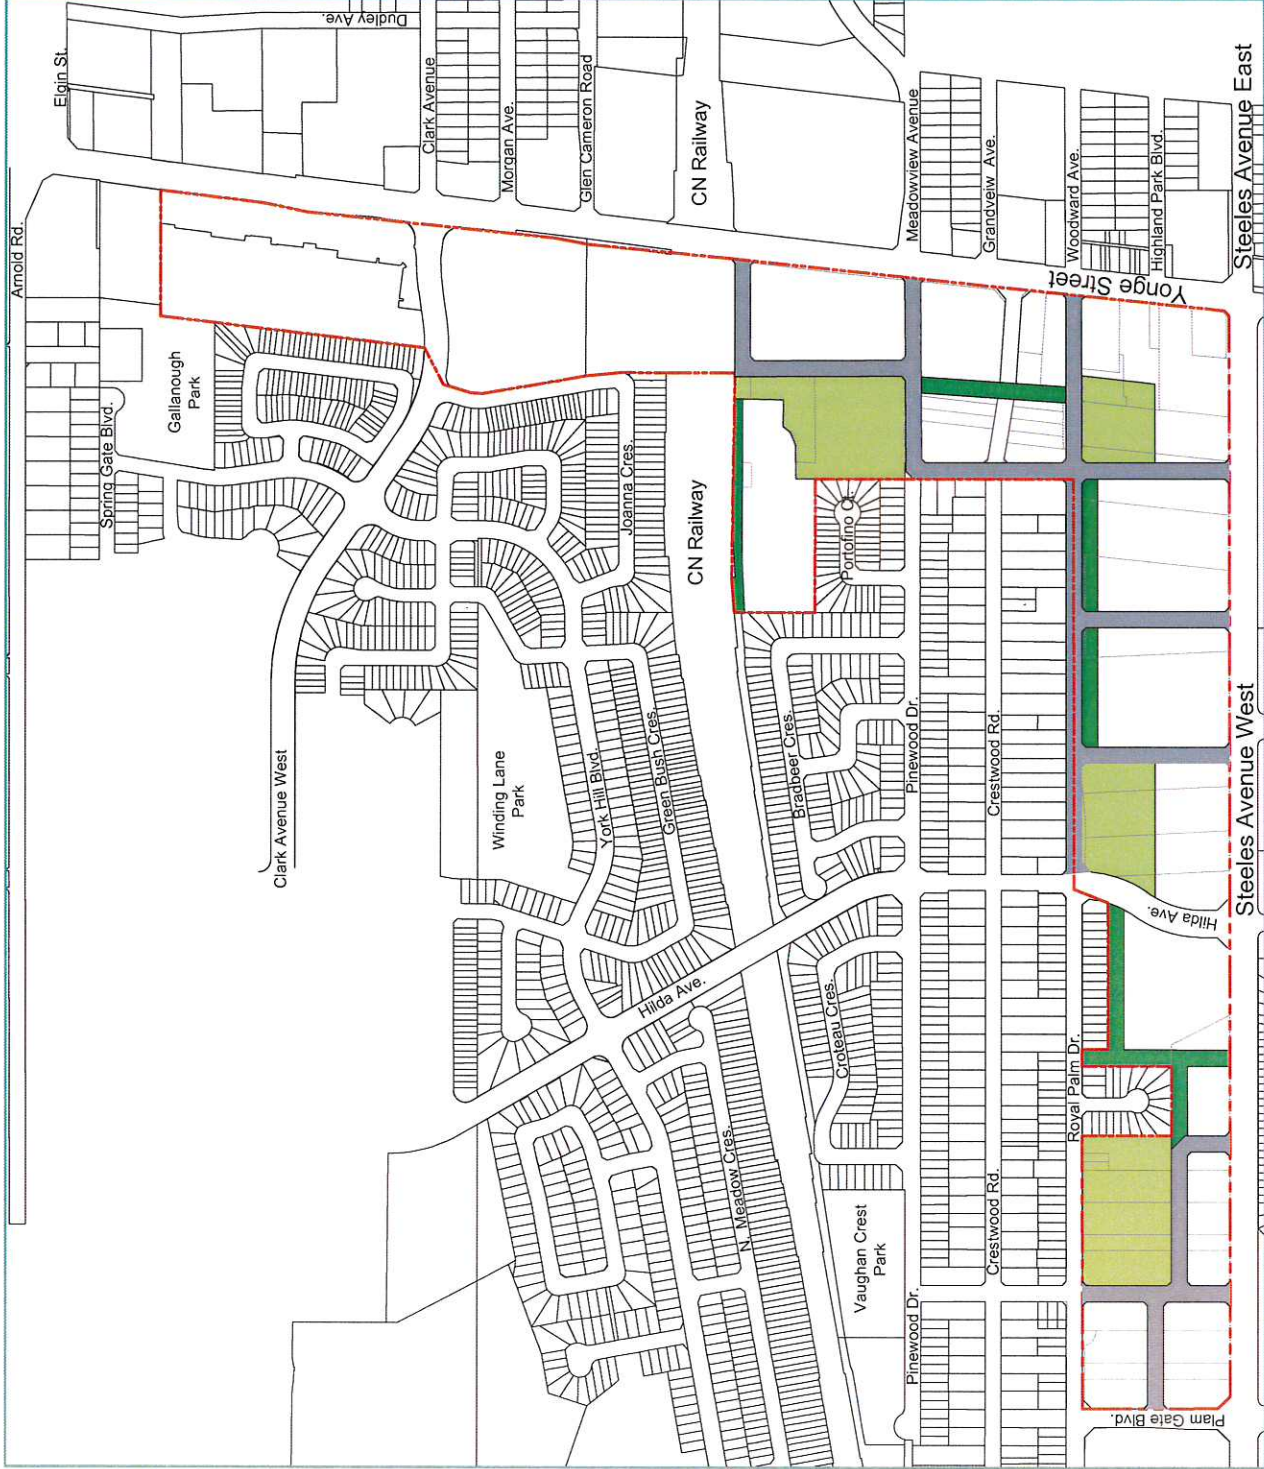 Dudley Ave.
Elgin St.
Clark Avenue
Morgan Ave.
Glen Cameron Road
CN Railway
Meadowview Avenue
Grandveiw Ave.
Woodward Ave.
Highland Park Blvd.
Steeles Avenue East
Arnold Rd.
Yonge Street
Gallanough
Park
Spring Gate Blvd.
Joanna Cres.
CN Railway
Portofino Ct.
Clark Avenue West
Winding Lane
Park
York Hill Blvd.
Green Bush Cres.
Bradbeer Cres.
Pinewood Dr.
Crestwood Rd.
Steeles Avenue West
Hilda Ave.
Hilda Ave.
Croteau Cres.
Royal Palm Dr.
N. Meadow Cres.
Vaughan Crest
Park
Crestwood Rd.
Pinewood Dr.
Plam Gate Blvd.